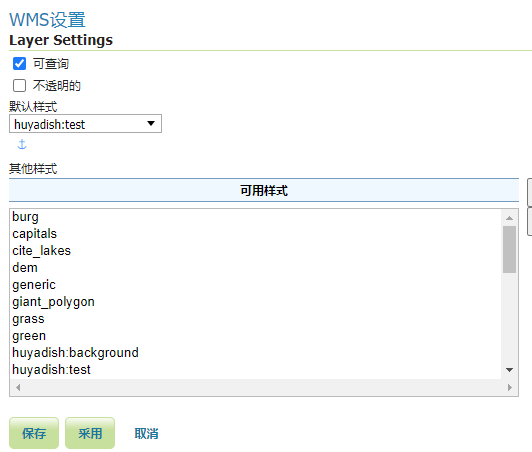 WMS设置
Layer Settings
可查询
不透明的
默认样式
huyadish:test
其他样式
可用样式
burg
capitals
cite_lakes
dem
generic
giant_polygon
grass
green
huyadish:background
huyadish:test
保存 采用 取消